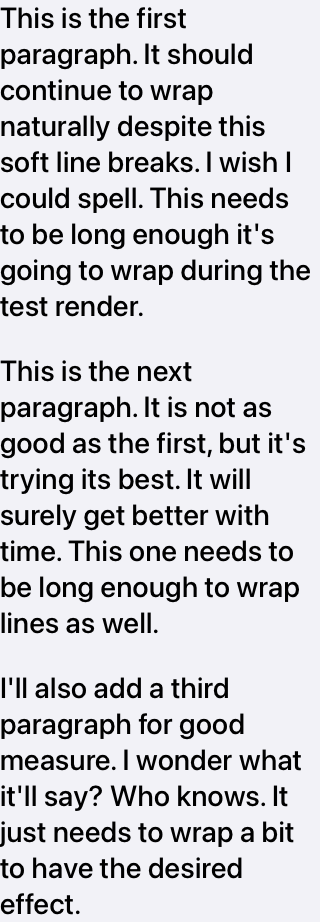 This is the first
paragraph. It should
continue to wrap
naturally despite this
soft line breaks. I wish I
could spell. This needs
to be long enough it's
going to wrap during the
test render.
This is the next
paragraph. It is not as
good as the first, but it's
trying its best. It will
surely get better with
time. This one needs to
be long enough to wrap
lines as well.
I'll also add a third
paragraph for good
measure. I wonder what
it'll say? Who knows. It
just needs to wrap a bit
to have the desired
effect.